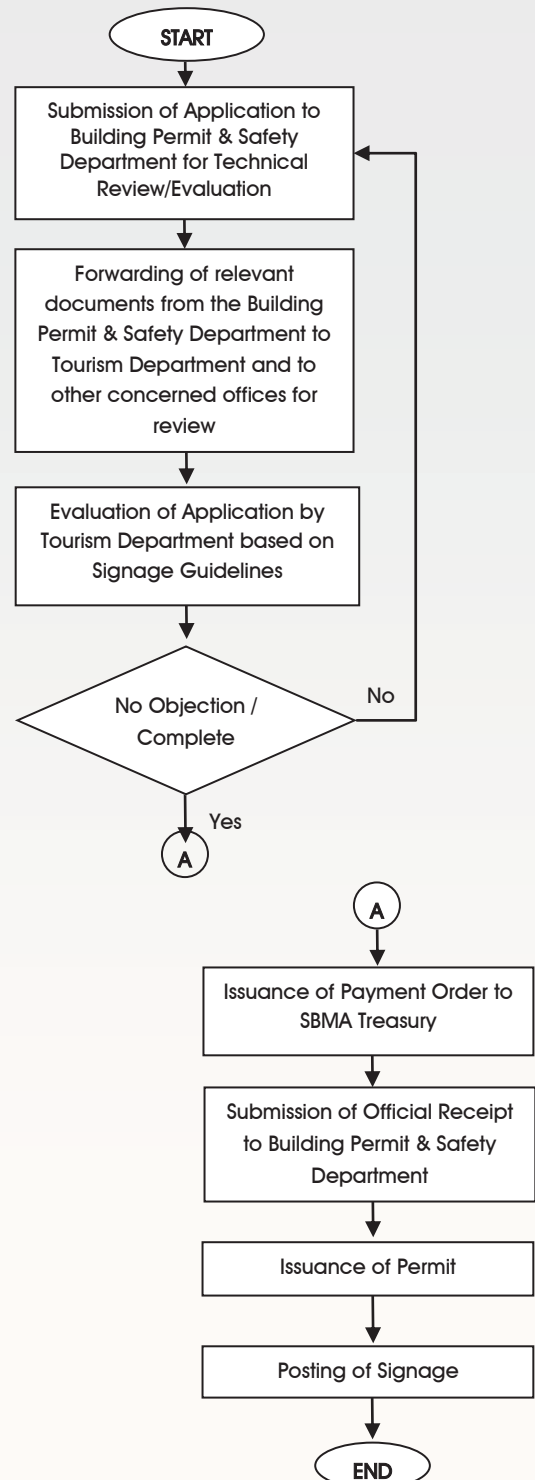 START
Submission of Application to
Building Permit & Safety
Department for Technical
Review/Evaluation
Forwarding of relevant
documents from the Building
Permit & Safety Department to
Tourism Department and to
other concerned offices for
review
Evaluation of Application by
Tourism Department based on
Signage Guidelines
No Objection /
Complete
No
Yes
A
A
Issuance of Payment Order to
SBMA Treasury
Submission of Official Receipt
to Building Permit & Safety
Department
Issuance of Permit
Posting of Signage
END